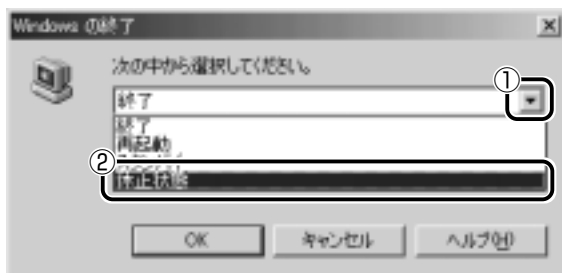 Windows の終了
次の中から選択してください。
①
終了
終了
再起動
②
休止状態
OK
キャンセル
ヘルプ(H)